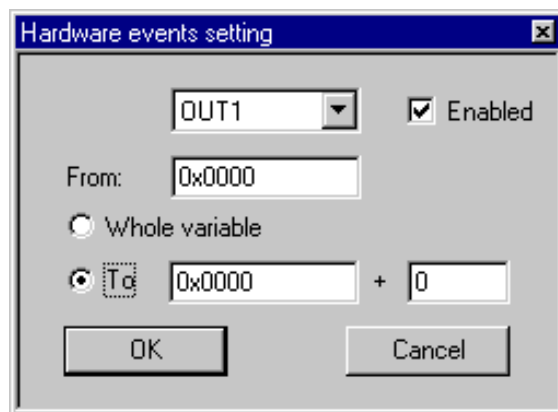 Hardware events setting
OUT1 Enabled
From: 0x0000
Whole variable
To 0x0000 + 0
OK Cancel